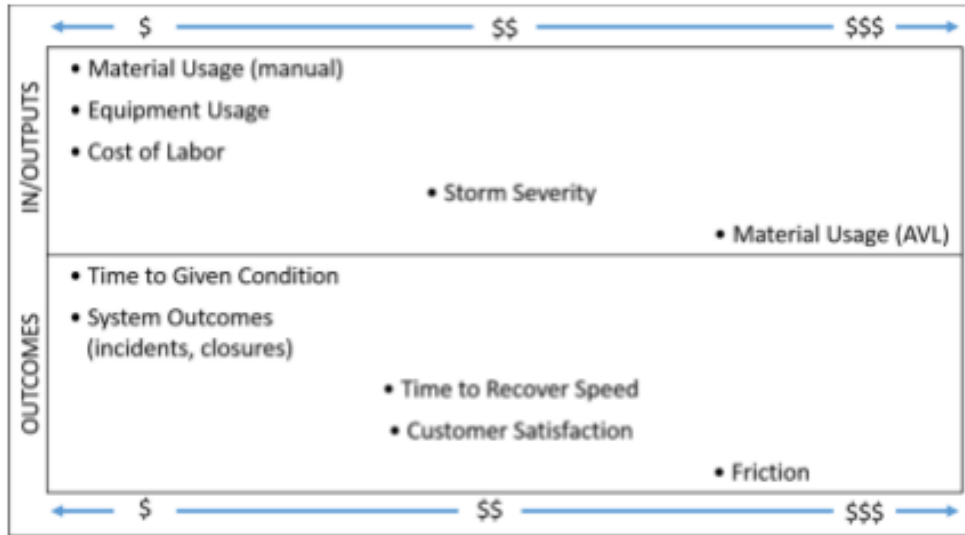 $ $$ $$$
IN/OUTPUTS
• Material Usage (manual)
• Equipment Usage
• Cost of Labor
• Storm Severity
• Material Usage (AVL)
OUTCOMES
• Time to Given Condition
• System Outcomes
(incidents, closures)
• Time to Recover Speed
• Customer Satisfaction
• Friction
$ $$ $$$